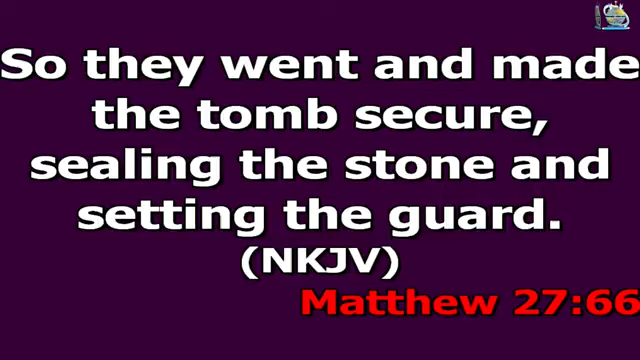 So they went and made
the tomb secure,
sealing the stone and
setting the guard.
(NKJV)
Matthew 27:66